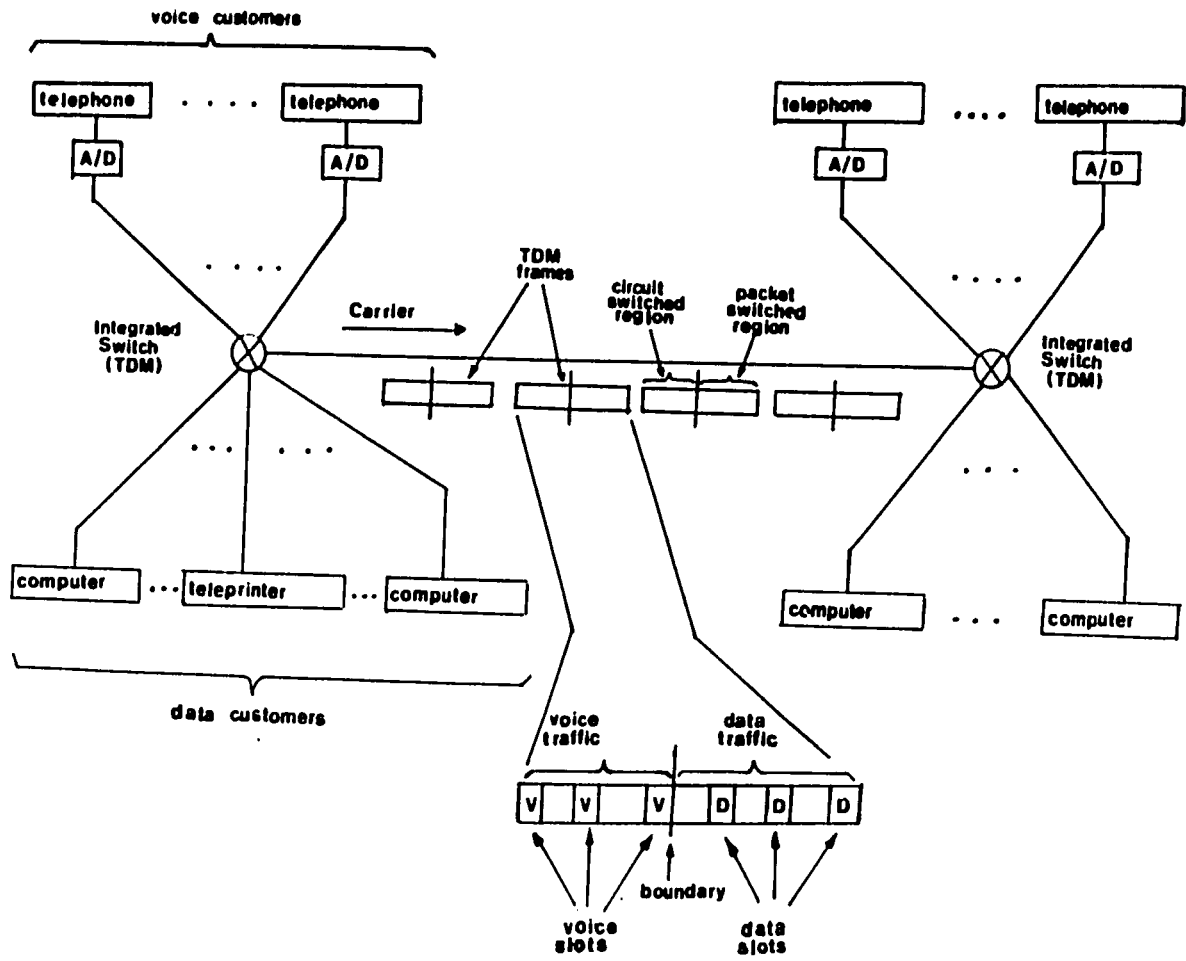 voice customers
telephone
. . . .
telephone
telephone
....
telephone
A/D
A/D
A/D
A/D
. . . .
. . . .
TDM
frames
circuit
switched
region
packet
switched
region
Carrier
Integrated
Switch
(TDM)
Integrated
Switch
(TDM)
. . .
. . . .
. . . .
computer
...
teleprinter
...
computer
computer
. . .
computer
data customers
voice
traffic
data
traffic
V
V
V
D
D
D
boundary
voice
slots
data
slots